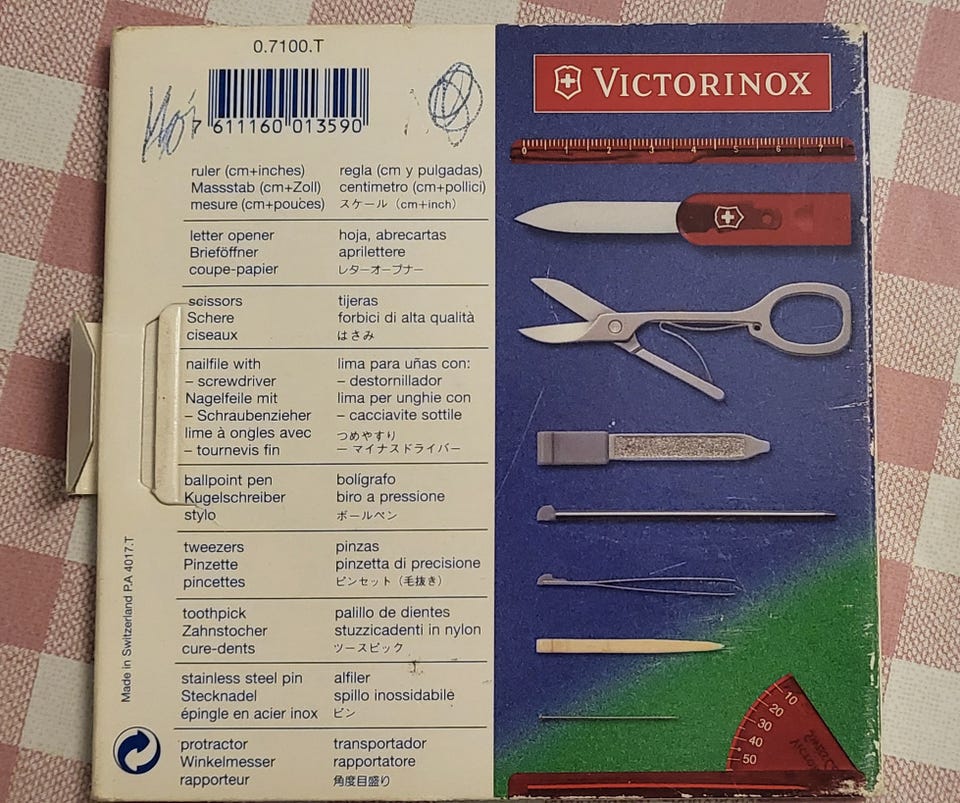 0.7100.T
7 611160 013590
ruler (cm+inches)
Massstab (cm+Zoll)
mesure (cm+pouces)
regla (cm y pulgadas)
centimetro (cm+pollici)
スケール (cm+inch)
letter opener
Brieföffner
coupe-papier
hoja, abrecartas
aprilettere
レターオープナー
scissors
Schere
ciseaux
tijeras
forbici di alta qualità
はさみ
nailfile with
– screwdriver
Nagelfeile mit
– Schraubenzieher
lime à ongles avec
– tournevis fin
lima para uñas con:
– destornillador
lima per unghie con
– cacciavite sottile
つめやすり
— マイナスドライバー
ballpoint pen
Kugelschreiber
stylo
bolígrafo
biro a pressione
ボールペン
tweezers
Pinzette
pincettes
pinzas
pinzetta di precisione
ピンセット (毛抜き)
toothpick
Zahnstocher
cure-dents
palillo de dientes
stuzzicadenti in nylon
ツースピック
stainless steel pin
Stecknadel
épingle en acier inox
alfiler
spillo inossidabile
ピン
protractor
Winkelmesser
rapporteur
transportador
rapportatore
角度目盛り
Made in Switzerland P.A 4017.T
VICTORINOX
0 1 2 3 4 5 6 7
10
20
30
40
50